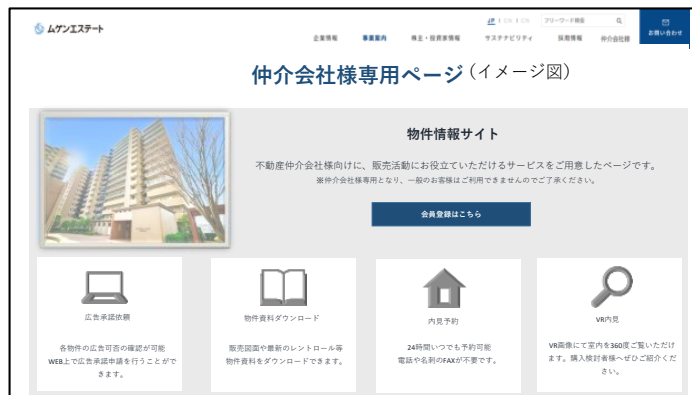 ムゲンエステート
JP | EN | CN
フリーワード検索
お問い合わせ
企業情報
事業案内
株主・投資家情報
サステナビリティ
採用情報
仲介会社様
仲介会社様専用ページ(イメージ図)
物件情報サイト
不動産仲介会社様向けに、販売活動にお役立ていただけるサービスをご用意したページです。
※仲介会社様専用となり、一般のお客様はご利用できませんのでご了承ください。
会員登録はこちら
広告承諾依頼
各物件の広告可否の確認が可能
WEB上で広告承諾申請を行うことがで
きます。
物件資料ダウンロード
販売図面や最新のレントロール等
物件資料をダウンロードできます。
内見予約
24時間いつでも予約可能
電話や名刺のFAXが不要です。
VR内見
VR画像にて室内を360度ご覧いただけ
ます。購入検討者様へぜひご紹介くだ
さい。